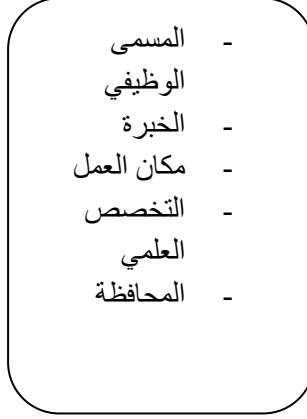 - المسمى
الوظيفي
- الخبرة
- مكان العمل
- التخصص
العلمي
- المحافظة